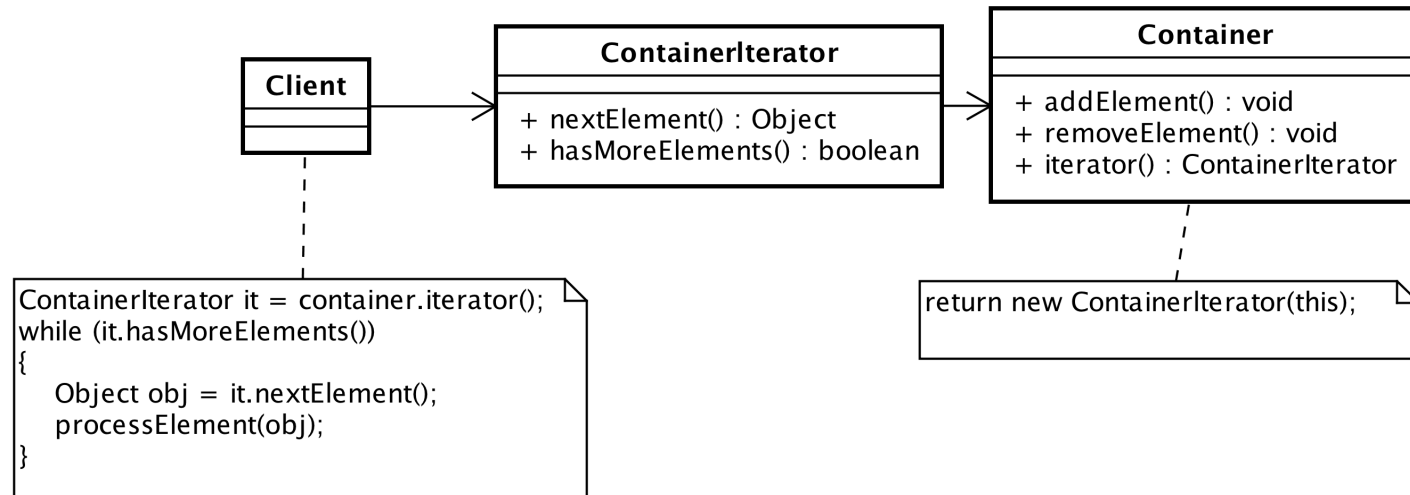 Client
ContainerIterator
+ nextElement() : Object
+ hasMoreElements() : boolean
Container
+ addElement() : void
+ removeElement() : void
+ iterator() : ContainerIterator
ContainerIterator it = container.iterator();
while (it.hasMoreElements())
{
Object obj = it.nextElement();
processElement(obj);
}
return new ContainerIterator(this);